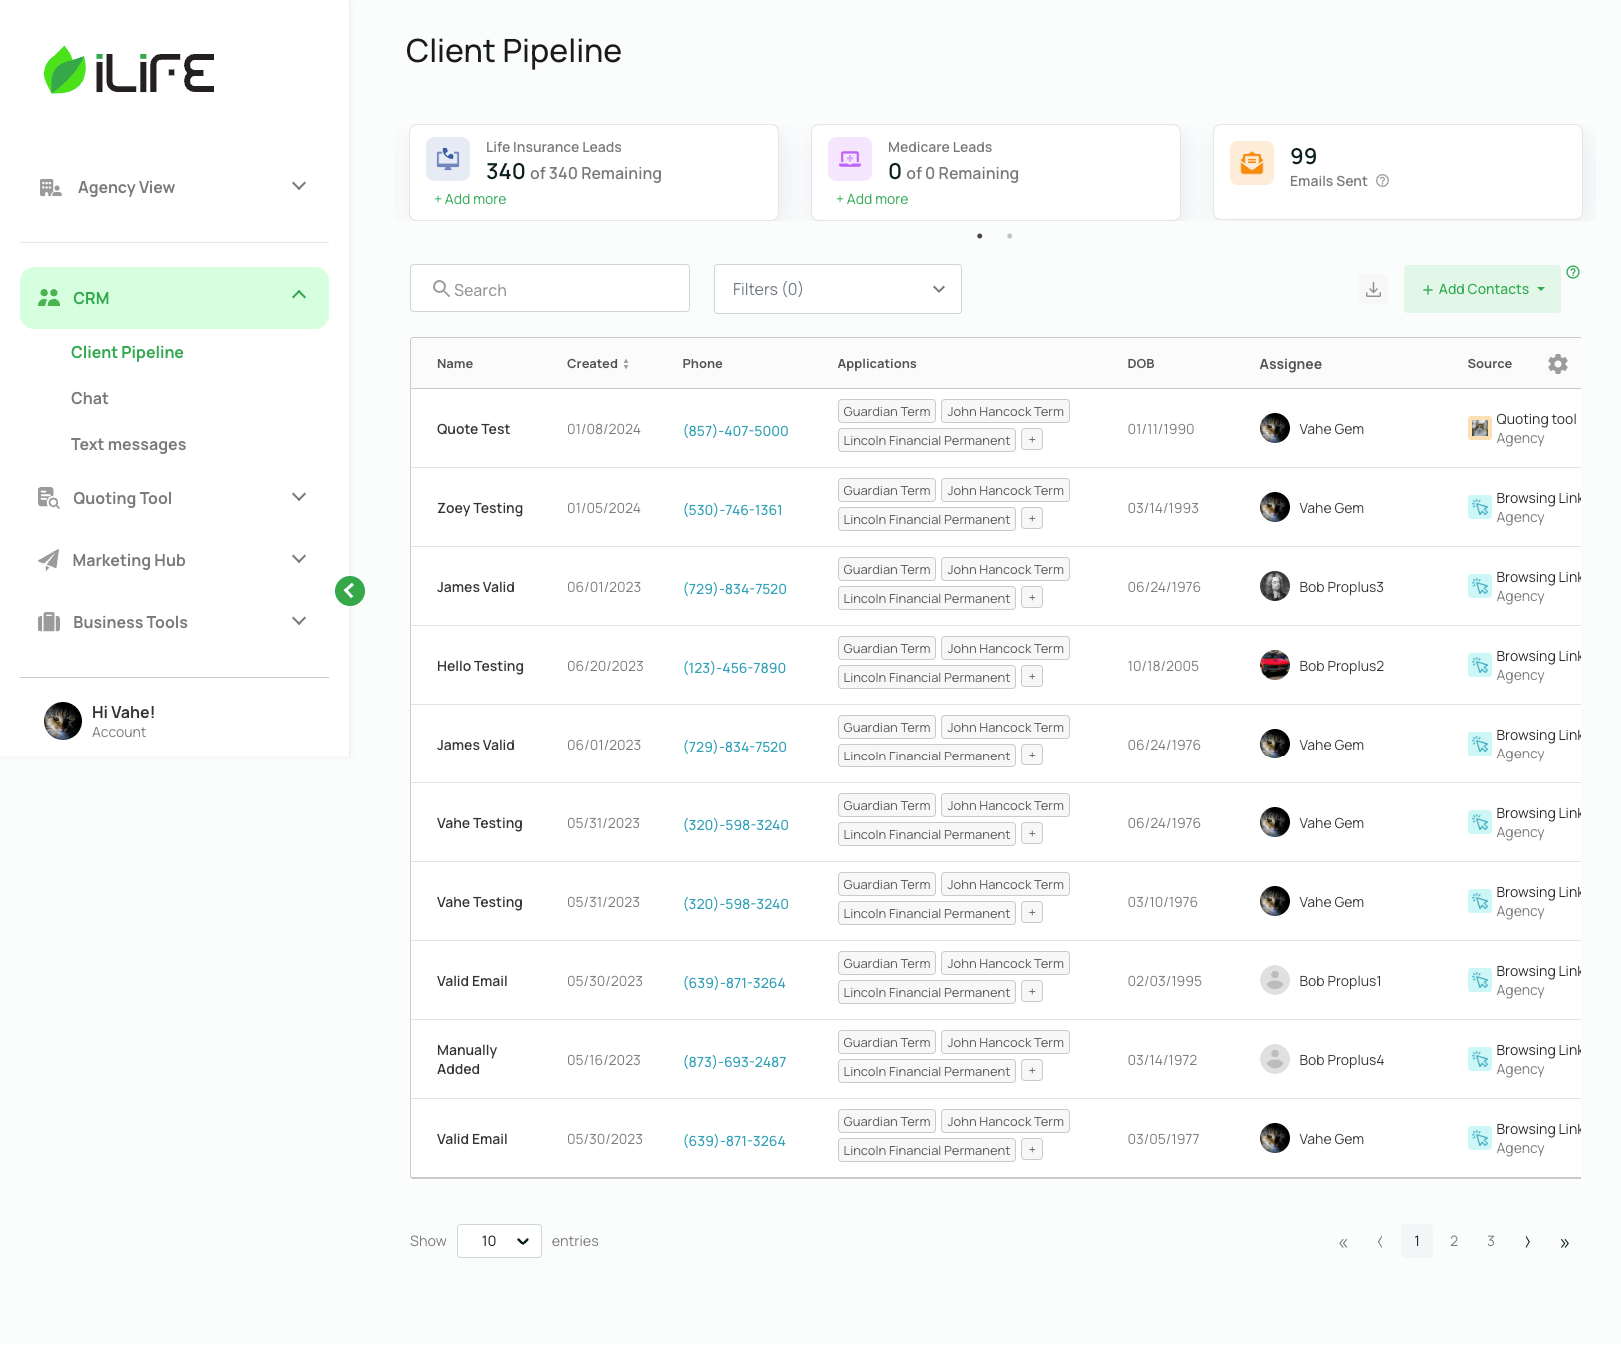 iLiFE
Agency View
CRM
Client Pipeline
Chat
Text messages
Quoting Tool
Marketing Hub
Business Tools
Hi Vahe!
Account
Client Pipeline
Life Insurance Leads
340 of 340 Remaining
+ Add more
Medicare Leads
0 of 0 Remaining
+ Add more
99
Emails Sent
Search
Filters (0)
+ Add Contacts
Name Created Phone Applications DOB Assignee Source
Quote Test 01/08/2024 (857)-407-5000 Guardian Term John Hancock Term Lincoln Financial Permanent + 01/11/1990 Vahe Gem Quoting tool Agency
Zoey Testing 01/05/2024 (530)-746-1361 Guardian Term John Hancock Term Lincoln Financial Permanent + 03/14/1993 Vahe Gem Browsing Link Agency
James Valid 06/01/2023 (729)-834-7520 Guardian Term John Hancock Term Lincoln Financial Permanent + 06/24/1976 Bob Proplus3 Browsing Link Agency
Hello Testing 06/20/2023 (123)-456-7890 Guardian Term John Hancock Term Lincoln Financial Permanent + 10/18/2005 Bob Proplus2 Browsing Link Agency
James Valid 06/01/2023 (729)-834-7520 Guardian Term John Hancock Term Lincoln Financial Permanent + 06/24/1976 Vahe Gem Browsing Link Agency
Vahe Testing 05/31/2023 (320)-598-3240 Guardian Term John Hancock Term Lincoln Financial Permanent + 06/24/1976 Vahe Gem Browsing Link Agency
Vahe Testing 05/31/2023 (320)-598-3240 Guardian Term John Hancock Term Lincoln Financial Permanent + 03/10/1976 Vahe Gem Browsing Link Agency
Valid Email 05/30/2023 (639)-871-3264 Guardian Term John Hancock Term Lincoln Financial Permanent + 02/03/1995 Bob Proplus1 Browsing Link Agency
Manually Added 05/16/2023 (873)-693-2487 Guardian Term John Hancock Term Lincoln Financial Permanent + 03/14/1972 Bob Proplus4 Browsing Link Agency
Valid Email 05/30/2023 (639)-871-3264 Guardian Term John Hancock Term Lincoln Financial Permanent + 03/05/1977 Vahe Gem Browsing Link Agency
Show 10 entries
« ‹ 1 2 3 › »